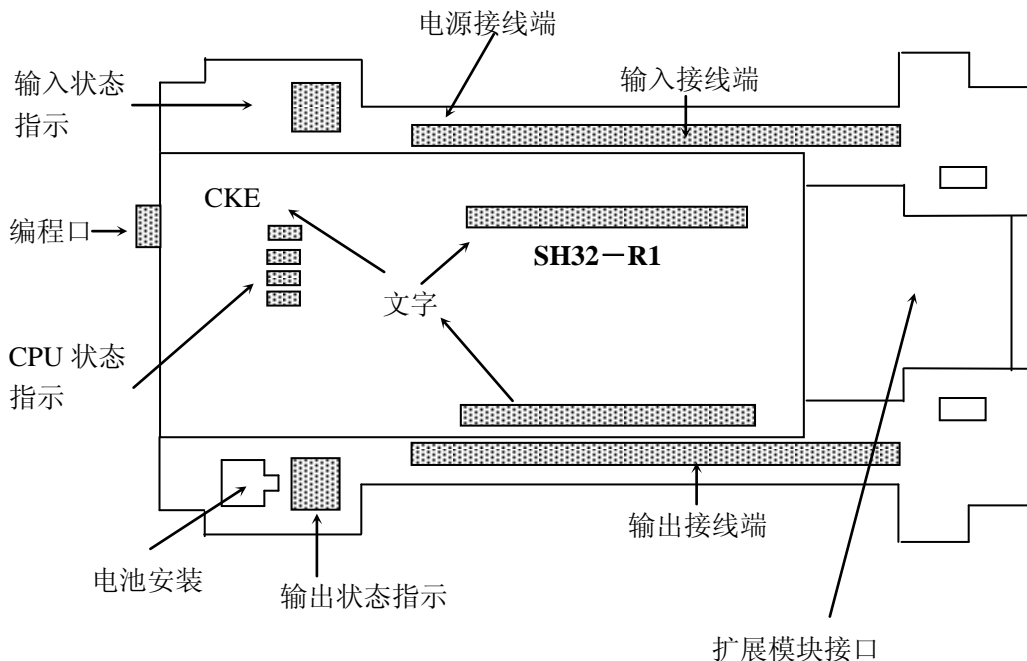 电源接线端
输入状态
指示
输入接线端
CKE
编程口
SH32－R1
文字
CPU 状态
指示
输出接线端
电池安装
输出状态指示
扩展模块接口